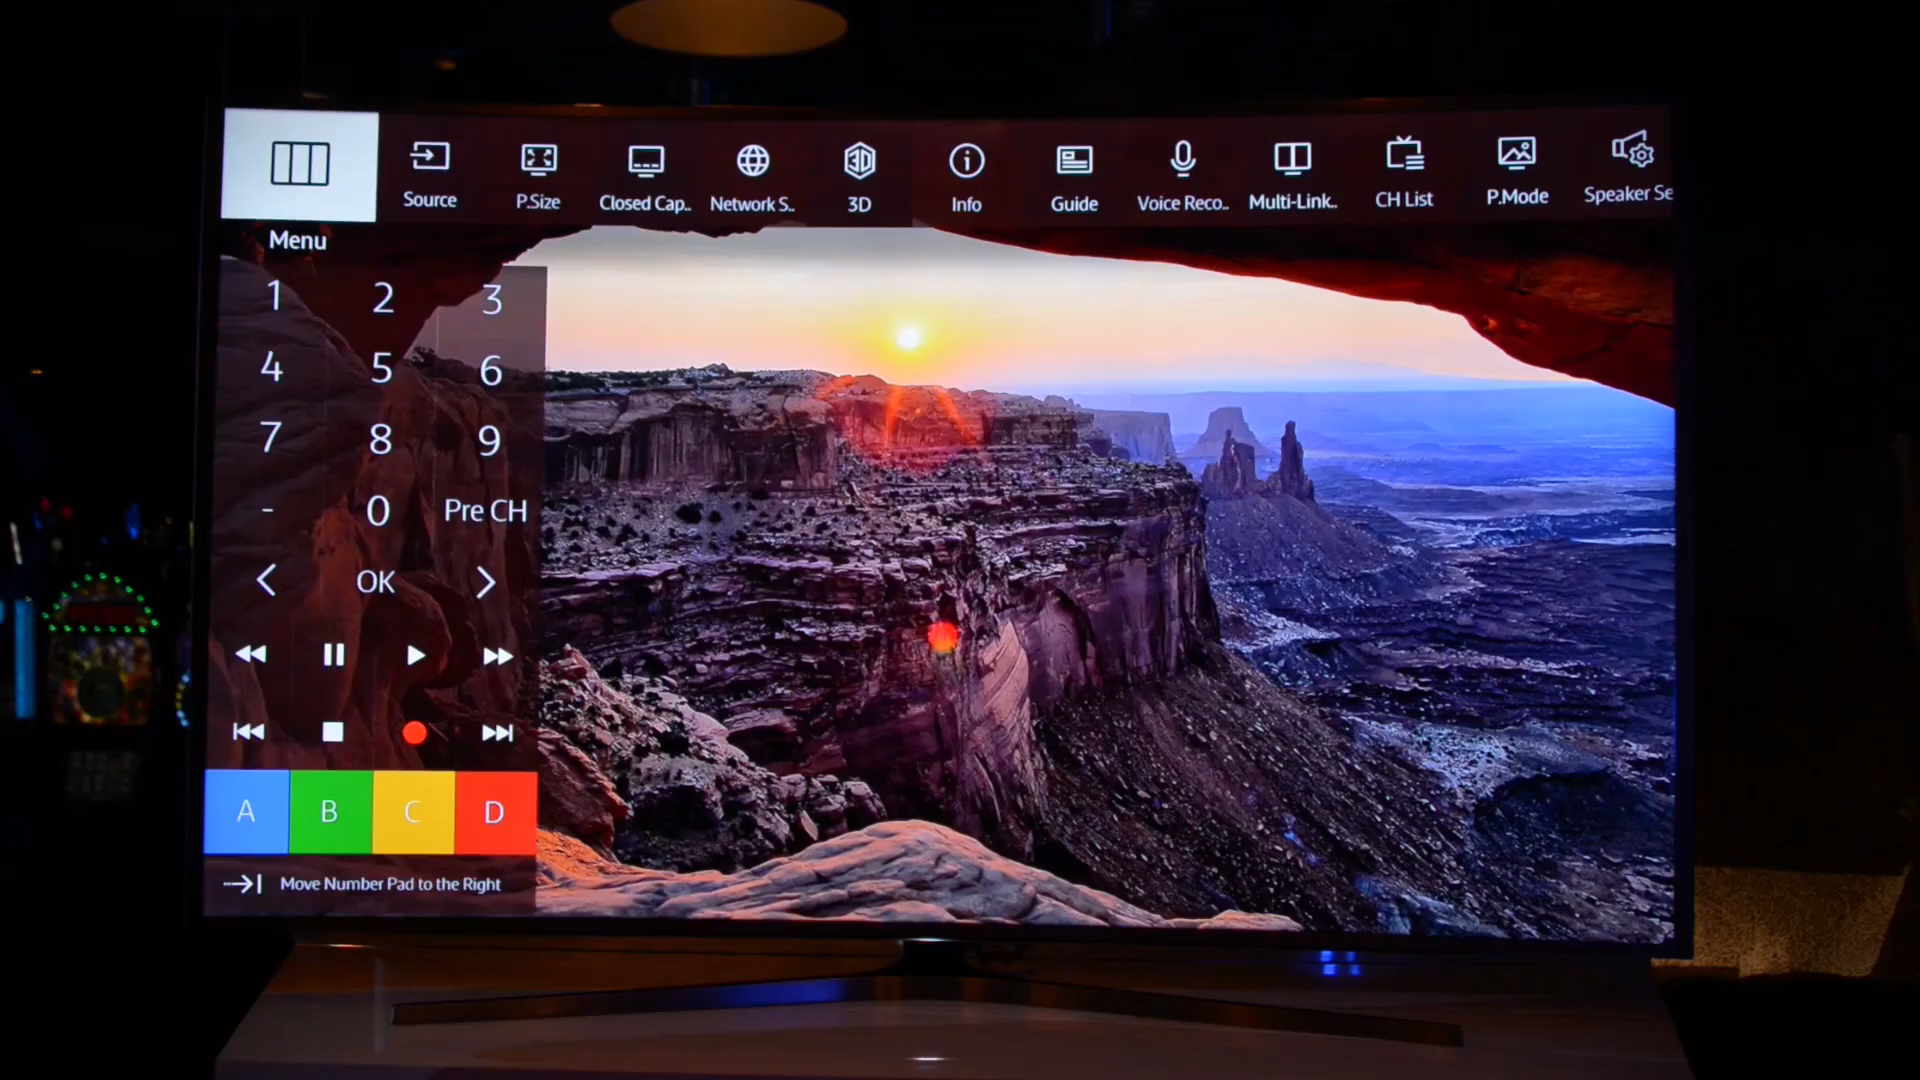 Menu
Source
P.Size
Closed Cap..
Network S..
3D
3D
Info
Guide
Voice Reco..
Multi-Link..
CH List
P.Mode
Speaker Se
1 2 3
4 5 6
7 8 9
- 0 Pre CH
OK
A B C D
Move Number Pad to the Right